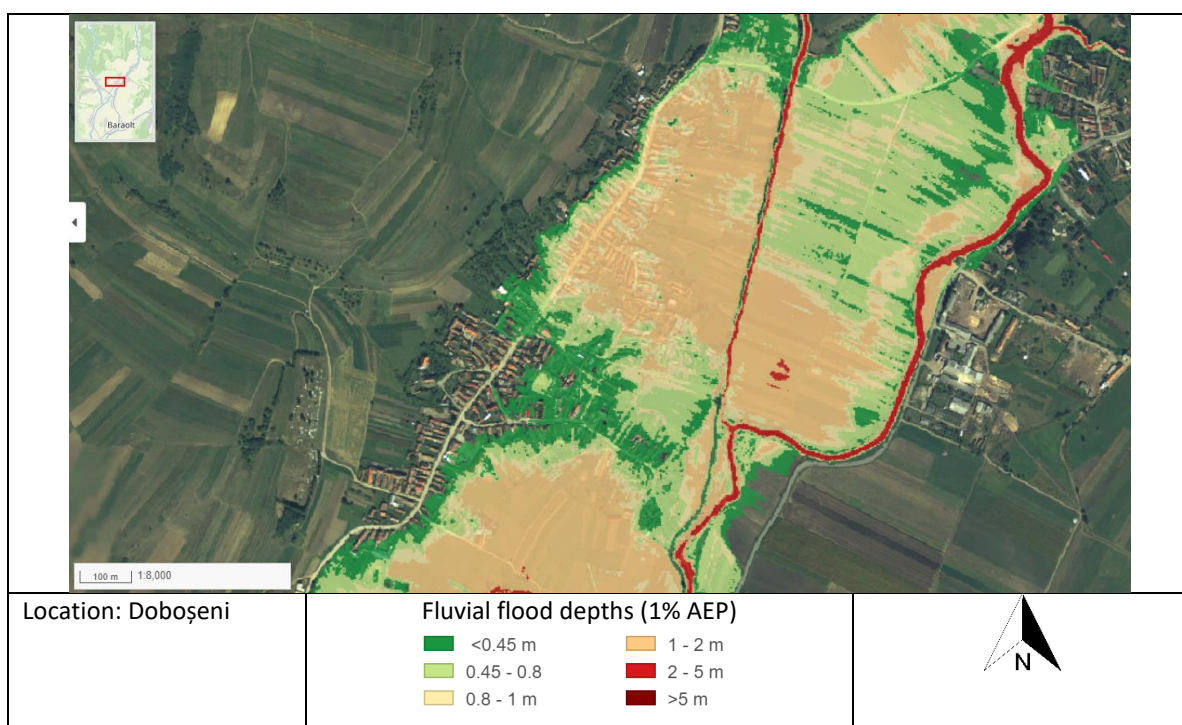 Baraolt
100 m 1:8,000
Location: Doboșeni
Fluvial flood depths (1% AEP)
<0.45 m
1 - 2 m
0.45 - 0.8
2 - 5 m
0.8 - 1 m
>5 m
N